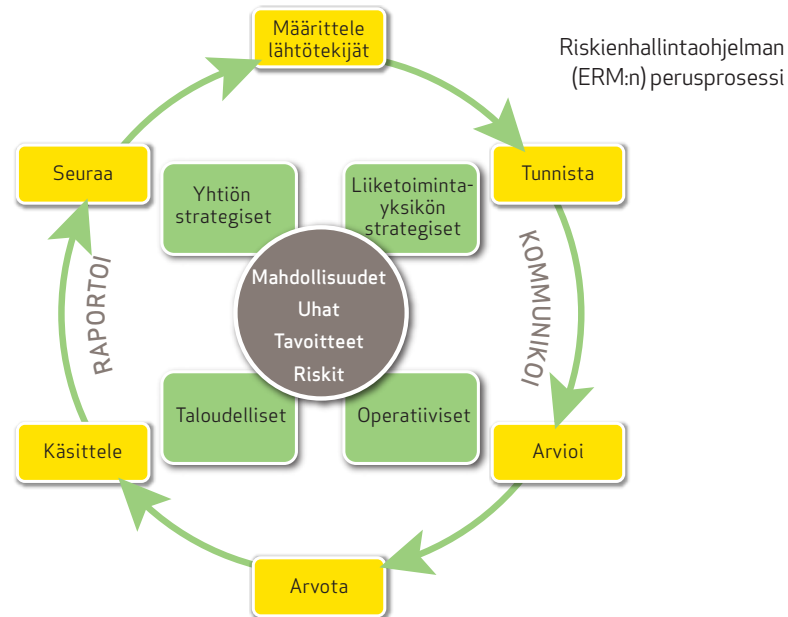 Riskienhallintaohjelman
(ERM:n) perusprosessi
Määrittele
lähtötekijät
Tunnista
Arvioi
Arvota
Käsittele
Seuraa
KOMMUNIKOI
RAPORTOI
Yhtiön
strategiset
Liiketoiminta-
yksikön
strategiset
Taloudelliset
Operatiiviset
Mahdollisuudet
Uhat
Tavoitteet
Riskit